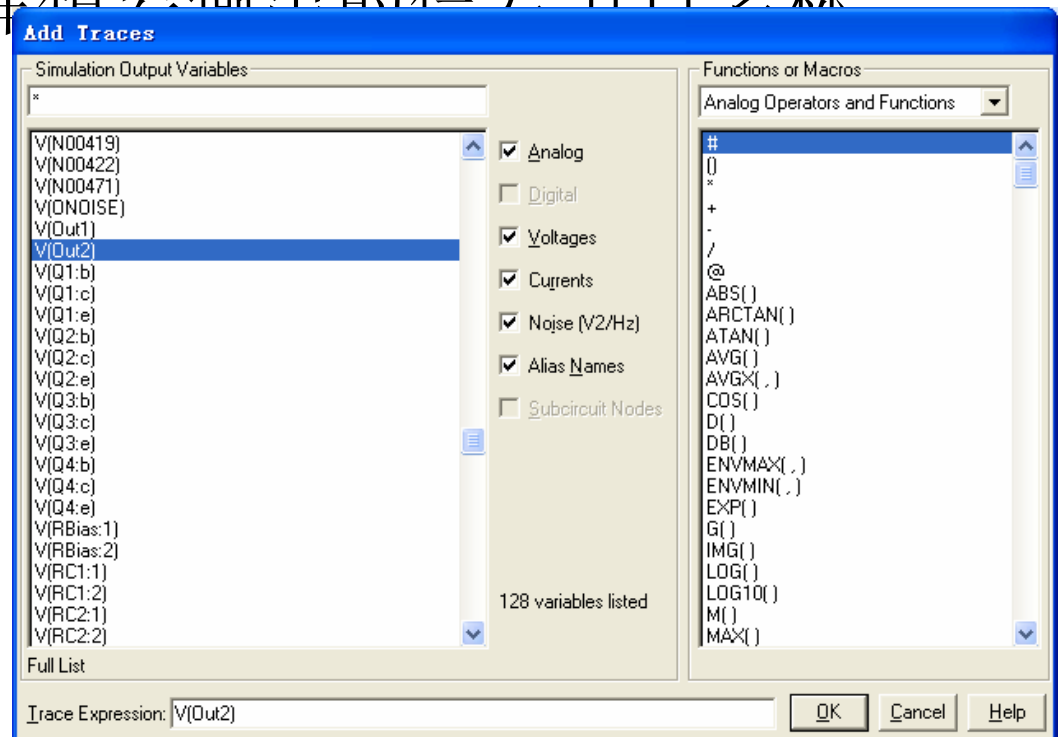 Add Traces
Simulation Output Variables
*
V(N00419)
V(N00422)
V(N00471)
V(ONOISE)
V(Out1)
V(Out2)
V(Q1:b)
V(Q1:c)
V(Q1:e)
V(Q2:b)
V(Q2:c)
V(Q2:e)
V(Q3:b)
V(Q3:c)
V(Q3:e)
V(Q4:b)
V(Q4:c)
V(Q4:e)
V(RBias:1)
V(RBias:2)
V(RC1:1)
V(RC1:2)
V(RC2:1)
V(RC2:2)
Full List
Analog
Digital
Voltages
Currents
Noise (V2/Hz)
Alias Names
Subcircuit Nodes
128 variables listed
Functions or Macros
Analog Operators and Functions
#
()
*
+
-
/
@
ABS( )
ARCTAN( )
ATAN( )
AVG( )
AVGX( , )
COS( )
D( )
DB( )
ENVMAX( , )
ENVMIN( , )
EXP( )
G( )
IMG( )
LOG( )
LOG10( )
M( )
MAX( )
Trace Expression: V(Out2)
OK
Cancel
Help